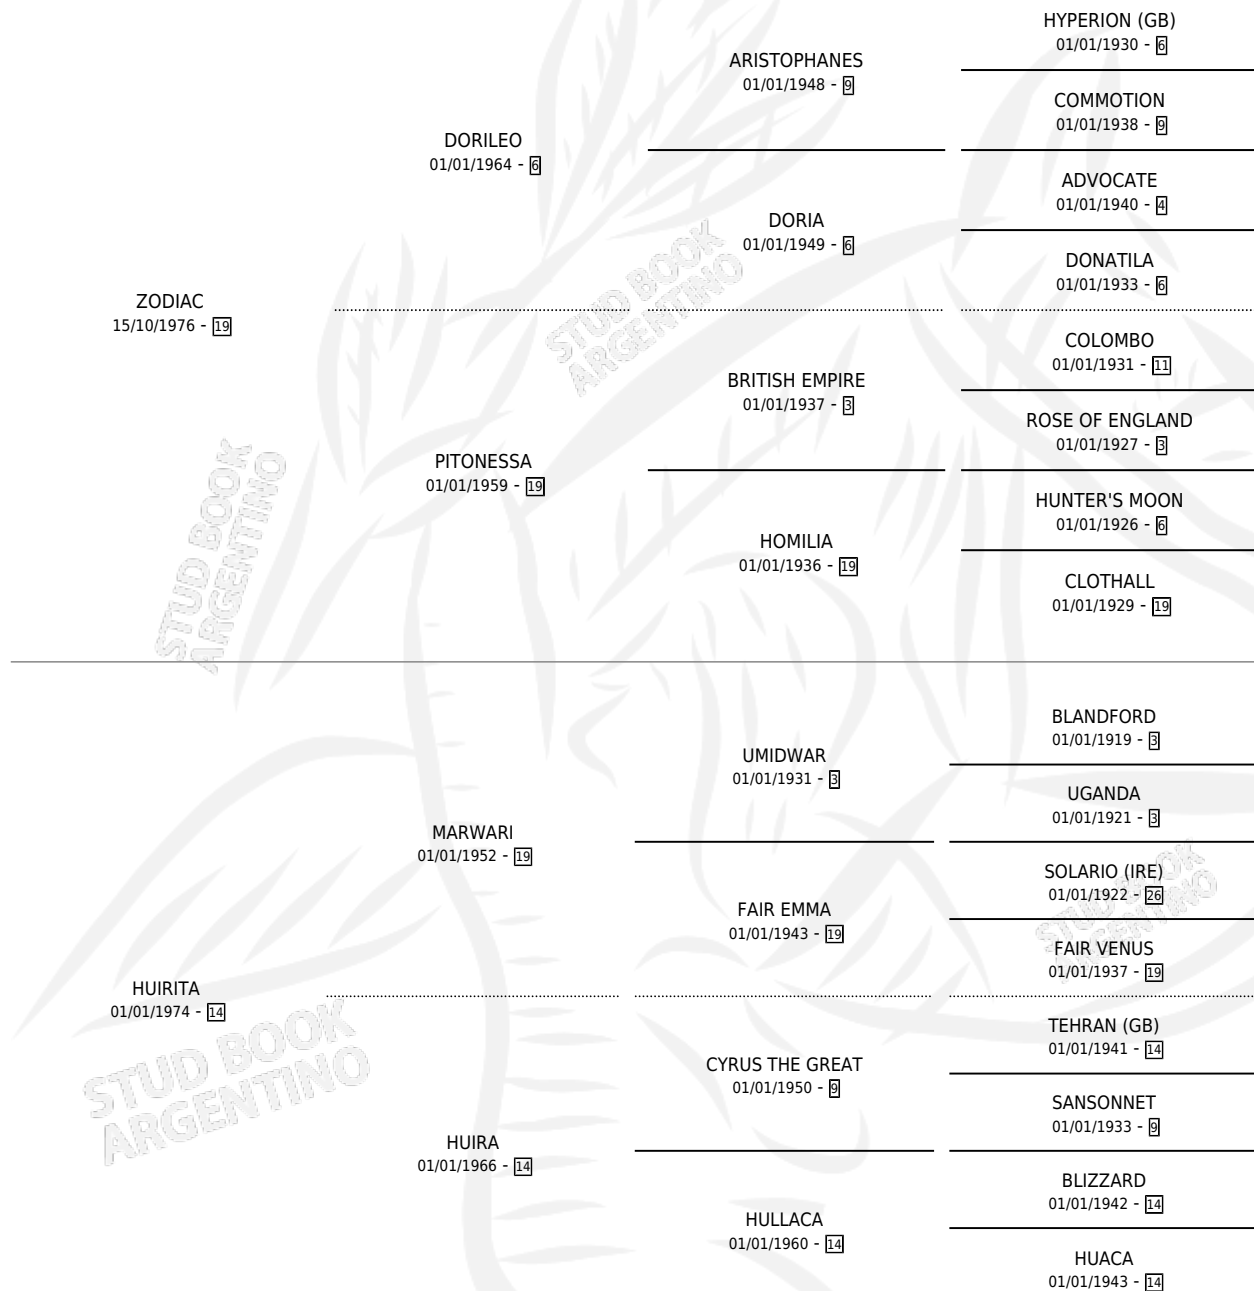 HYPERION (GB)
01/01/1930 - 6
ARISTOPHANES
01/01/1948 - 9
COMMOTION
01/01/1938 - 9
DORILEO
01/01/1964 - 6
ADVOCATE
01/01/1940 - 4
DORIA
01/01/1949 - 6
DONATILA
01/01/1933 - 6
ZODIAC
15/10/1976 - 19
STUD BOOK
ARGENTINO
COLOMBO
01/01/1931 - 11
BRITISH EMPIRE
01/01/1937 - 3
ROSE OF ENGLAND
01/01/1927 - 3
PITONESSA
01/01/1959 - 19
HUNTER'S MOON
01/01/1926 - 6
HOMILIA
01/01/1936 - 19
CLOTHALL
01/01/1929 - 19
STUD BOOK
ARGENTINO
BLANDFORD
01/01/1919 - 3
UMIDWAR
01/01/1931 - 3
UGANDA
01/01/1921 - 3
MARWARI
01/01/1952 - 19
SOLARIO (IRE)
01/01/1922 - 26
FAIR EMMA
01/01/1943 - 19
STUD BOOK
ARGENTINO
FAIR VENUS
01/01/1937 - 19
HUIRITA
01/01/1974 - 14
STUD BOOK
ARGENTINO
TEHRAN (GB)
01/01/1941 - 14
CYRUS THE GREAT
01/01/1950 - 9
SANSONNET
01/01/1933 - 9
HUIRA
01/01/1966 - 14
BLIZZARD
01/01/1942 - 14
HULLACA
01/01/1960 - 14
HUACA
01/01/1943 - 14